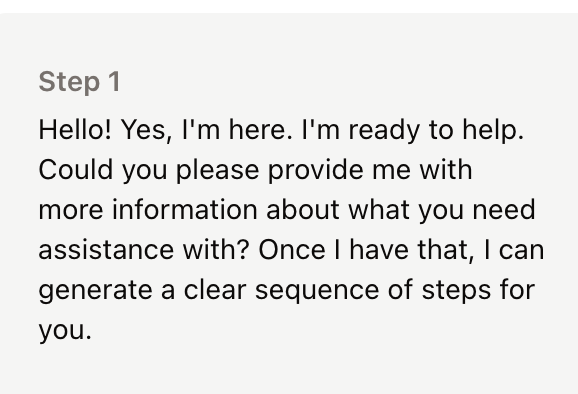 Step 1
Hello! Yes, I'm here. I'm ready to help.
Could you please provide me with
more information about what you need
assistance with? Once I have that, I can
generate a clear sequence of steps for
you.